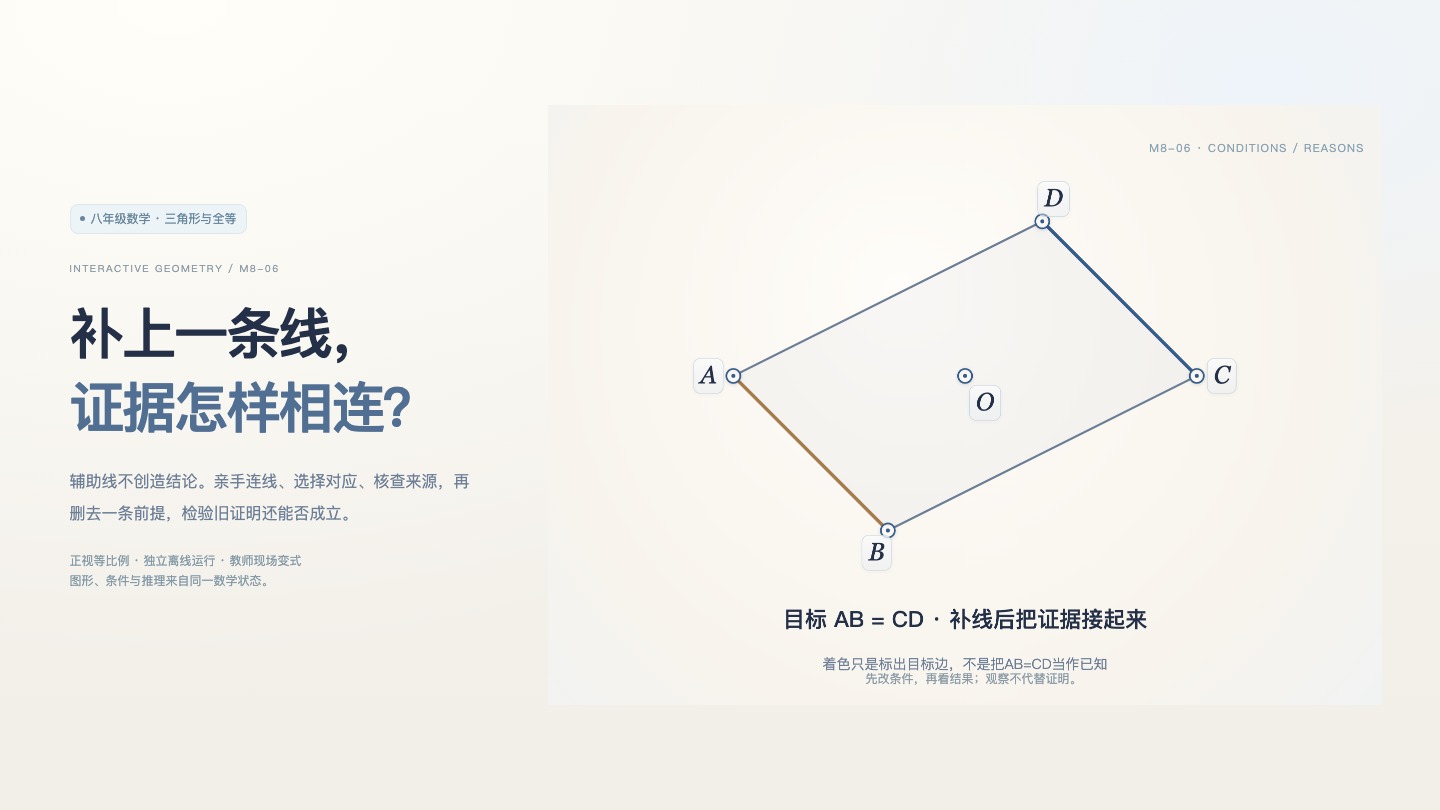 八年级数学 · 三角形与全等
INTERACTIVE GEOMETRY / M8–06
补上一条线，
证据怎样相连？
辅助线不创造结论。亲手连线、选择对应、核查来源，再
删去一条前提，检验旧证明还能否成立。
正视等比例 · 独立离线运行 · 教师现场变式
图形、条件与推理来自同一数学状态。
M8–06 · CONDITIONS / REASONS
D
A
C
O
B
目标 AB = CD · 补线后把证据接起来
着色只是标出目标边，不是把AB=CD当作已知
先改条件，再看结果；观察不代替证明。